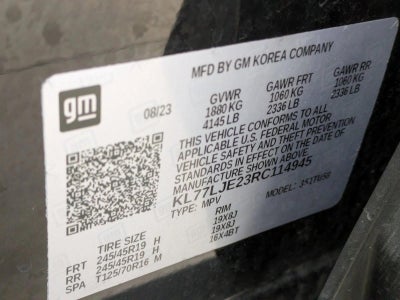 MFD BY GM KOREA COMPANY
gm
08/23 GVWR GAWR FRT GAWR RR
1880 KG 1060 KG 1060 KG
4145 LB 2336 LB 2336 LB
THIS VEHICLE CONFORMS TO ALL
APPLICABLE U.S. FEDERAL MOTOR
VEHICLE SAFETY AND THEFT PREVENTION
STANDARDS IN EFFECT ON THE DATE OF
MANUFACTURE SHOWN ABOVE.
KL77LJE23RC114945
TYPE: MPV MODEL:
TIRE SIZE RIM
FRT 245/45R19 H 19X8J
RR 245/45R19 H 19X8J
SPA T125/70R16 M 16X4BT